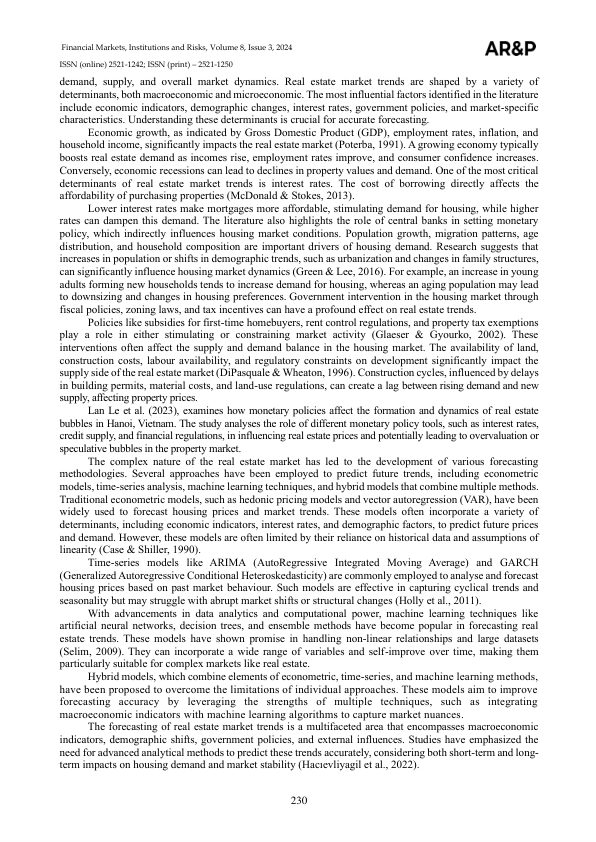 Financial Markets, Institutions and Risks, Volume 8, Issue 3, 2024
AR&P
ISSN (online) 2521-1242; ISSN (print) – 2521-1250
demand, supply, and overall market dynamics. Real estate market trends are shaped by a variety of
determinants, both macroeconomic and microeconomic. The most influential factors identified in the literature
include economic indicators, demographic changes, interest rates, government policies, and market-specific
characteristics. Understanding these determinants is crucial for accurate forecasting.
Economic growth, as indicated by Gross Domestic Product (GDP), employment rates, inflation, and
household income, significantly impacts the real estate market (Poterba, 1991). A growing economy typically
boosts real estate demand as incomes rise, employment rates improve, and consumer confidence increases.
Conversely, economic recessions can lead to declines in property values and demand. One of the most critical
determinants of real estate market trends is interest rates. The cost of borrowing directly affects the
affordability of purchasing properties (McDonald & Stokes, 2013).
Lower interest rates make mortgages more affordable, stimulating demand for housing, while higher
rates can dampen this demand. The literature also highlights the role of central banks in setting monetary
policy, which indirectly influences housing market conditions. Population growth, migration patterns, age
distribution, and household composition are important drivers of housing demand. Research suggests that
increases in population or shifts in demographic trends, such as urbanization and changes in family structures,
can significantly influence housing market dynamics (Green & Lee, 2016). For example, an increase in young
adults forming new households tends to increase demand for housing, whereas an aging population may lead
to downsizing and changes in housing preferences. Government intervention in the housing market through
fiscal policies, zoning laws, and tax incentives can have a profound effect on real estate trends.
Policies like subsidies for first-time homebuyers, rent control regulations, and property tax exemptions
play a role in either stimulating or constraining market activity (Glaeser & Gyourko, 2002). These
interventions often affect the supply and demand balance in the housing market. The availability of land,
construction costs, labour availability, and regulatory constraints on development significantly impact the
supply side of the real estate market (DiPasquale & Wheaton, 1996). Construction cycles, influenced by delays
in building permits, material costs, and land-use regulations, can create a lag between rising demand and new
supply, affecting property prices.
Lan Le et al. (2023), examines how monetary policies affect the formation and dynamics of real estate
bubbles in Hanoi, Vietnam. The study analyses the role of different monetary policy tools, such as interest rates,
credit supply, and financial regulations, in influencing real estate prices and potentially leading to overvaluation or
speculative bubbles in the property market.
The complex nature of the real estate market has led to the development of various forecasting
methodologies. Several approaches have been employed to predict future trends, including econometric
models, time-series analysis, machine learning techniques, and hybrid models that combine multiple methods.
Traditional econometric models, such as hedonic pricing models and vector autoregression (VAR), have been
widely used to forecast housing prices and market trends. These models often incorporate a variety of
determinants, including economic indicators, interest rates, and demographic factors, to predict future prices
and demand. However, these models are often limited by their reliance on historical data and assumptions of
linearity (Case & Shiller, 1990).
Time-series models like ARIMA (AutoRegressive Integrated Moving Average) and GARCH
(Generalized Autoregressive Conditional Heteroskedasticity) are commonly employed to analyse and forecast
housing prices based on past market behaviour. Such models are effective in capturing cyclical trends and
seasonality but may struggle with abrupt market shifts or structural changes (Holly et al., 2011).
With advancements in data analytics and computational power, machine learning techniques like
artificial neural networks, decision trees, and ensemble methods have become popular in forecasting real
estate trends. These models have shown promise in handling non-linear relationships and large datasets
(Selim, 2009). They can incorporate a wide range of variables and self-improve over time, making them
particularly suitable for complex markets like real estate.
Hybrid models, which combine elements of econometric, time-series, and machine learning methods,
have been proposed to overcome the limitations of individual approaches. These models aim to improve
forecasting accuracy by leveraging the strengths of multiple techniques, such as integrating
macroeconomic indicators with machine learning algorithms to capture market nuances.
The forecasting of real estate market trends is a multifaceted area that encompasses macroeconomic
indicators, demographic shifts, government policies, and external influences. Studies have emphasized the
need for advanced analytical methods to predict these trends accurately, considering both short-term and long-
term impacts on housing demand and market stability (Hacıevliyagil et al., 2022).
230